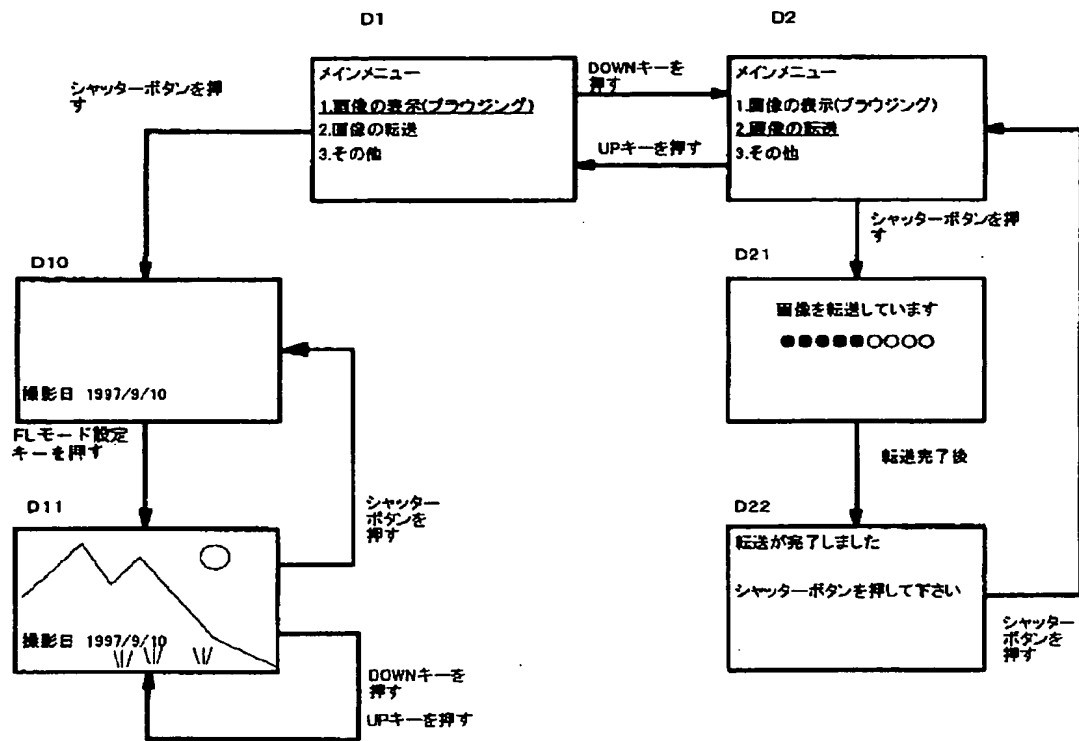 D1
D2
シャッターボタンを押
す
メインメニュー
1.画像の表示(ブラウジング)
2.画像の転送
3.その他
DOWNキーを
押す
UPキーを押す
メインメニュー
1.画像の表示(ブラウジング)
2.画像の転送
3.その他
シャッターボタンを押
す
D10
撮影日 1997/9/10
FLモード設定
キーを押す
D21
画像を転送しています
転送完了後
D11
撮影日 1997/9/10
シャッター
ボタンを
押す
DOWNキーを
押す
UPキーを押す
D22
転送が完了しました
シャッターボタンを押して下さい
シャッター
ボタンを
押す